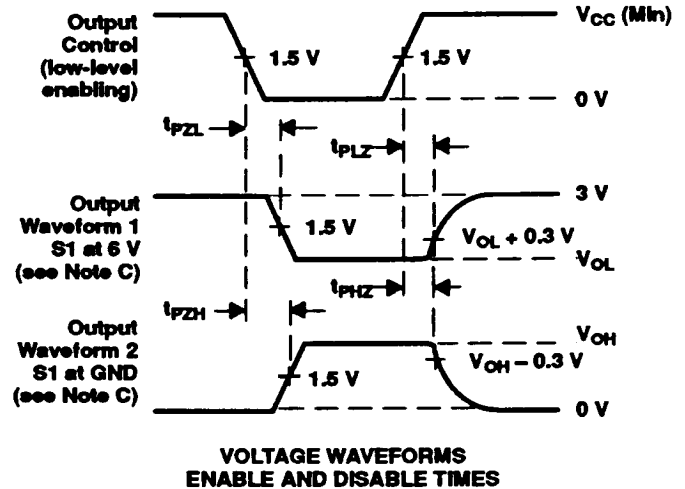 Output
Control
(low-level
enabling)
1.5 V
1.5 V
VCC (Min)
0 V
tPZL
tPLZ
Output
Waveform 1
S1 at 6 V
(see Note C)
1.5 V
3 V
VOL + 0.3 V
VOL
tPZH
tPHZ
Output
Waveform 2
S1 at GND
(see Note C)
1.5 V
VOH
VOH – 0.3 V
0 V
VOLTAGE WAVEFORMS
ENABLE AND DISABLE TIMES